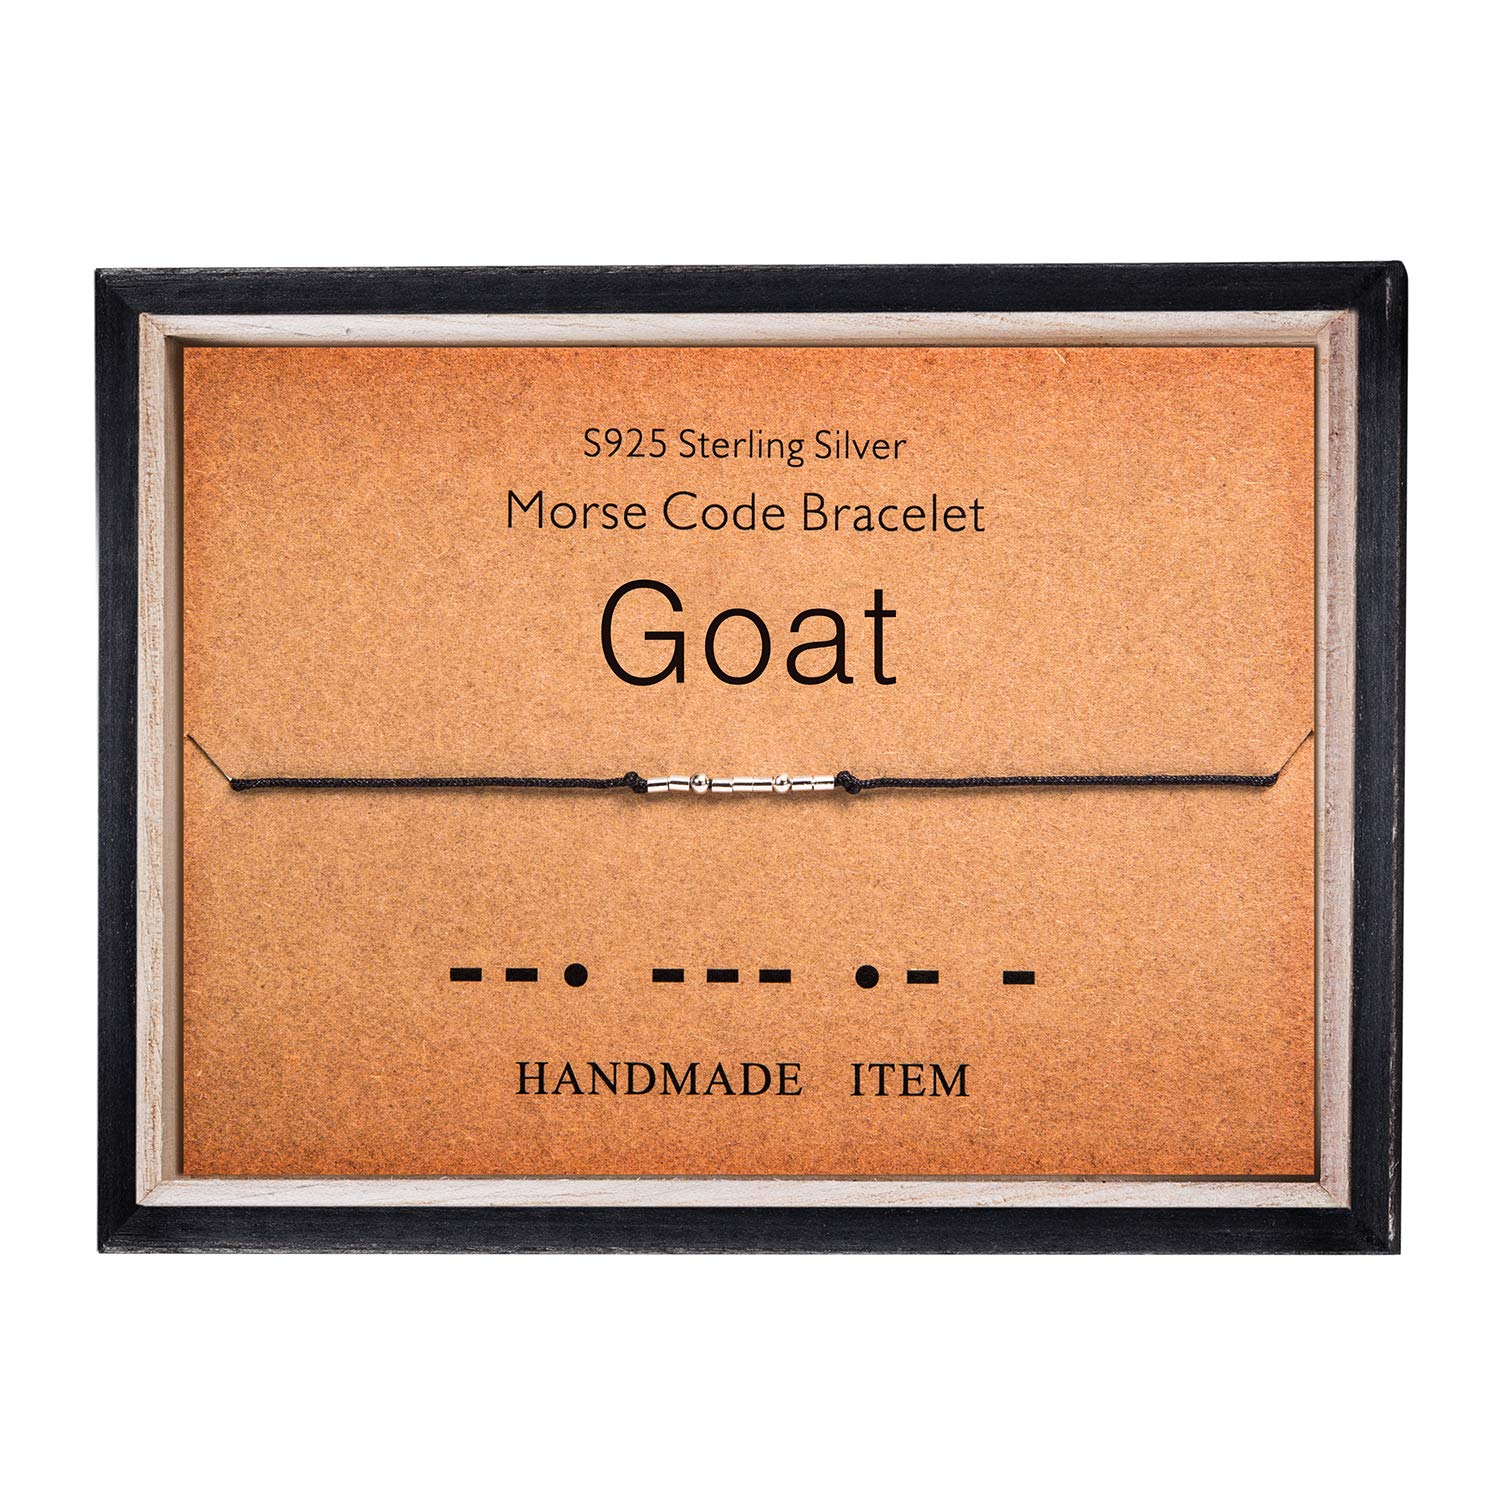 S925 Sterling Silver
Morse Code Bracelet
Goat
━ ━ ●  ━ ━ ━  ● ━  ━
HANDMADE ITEM